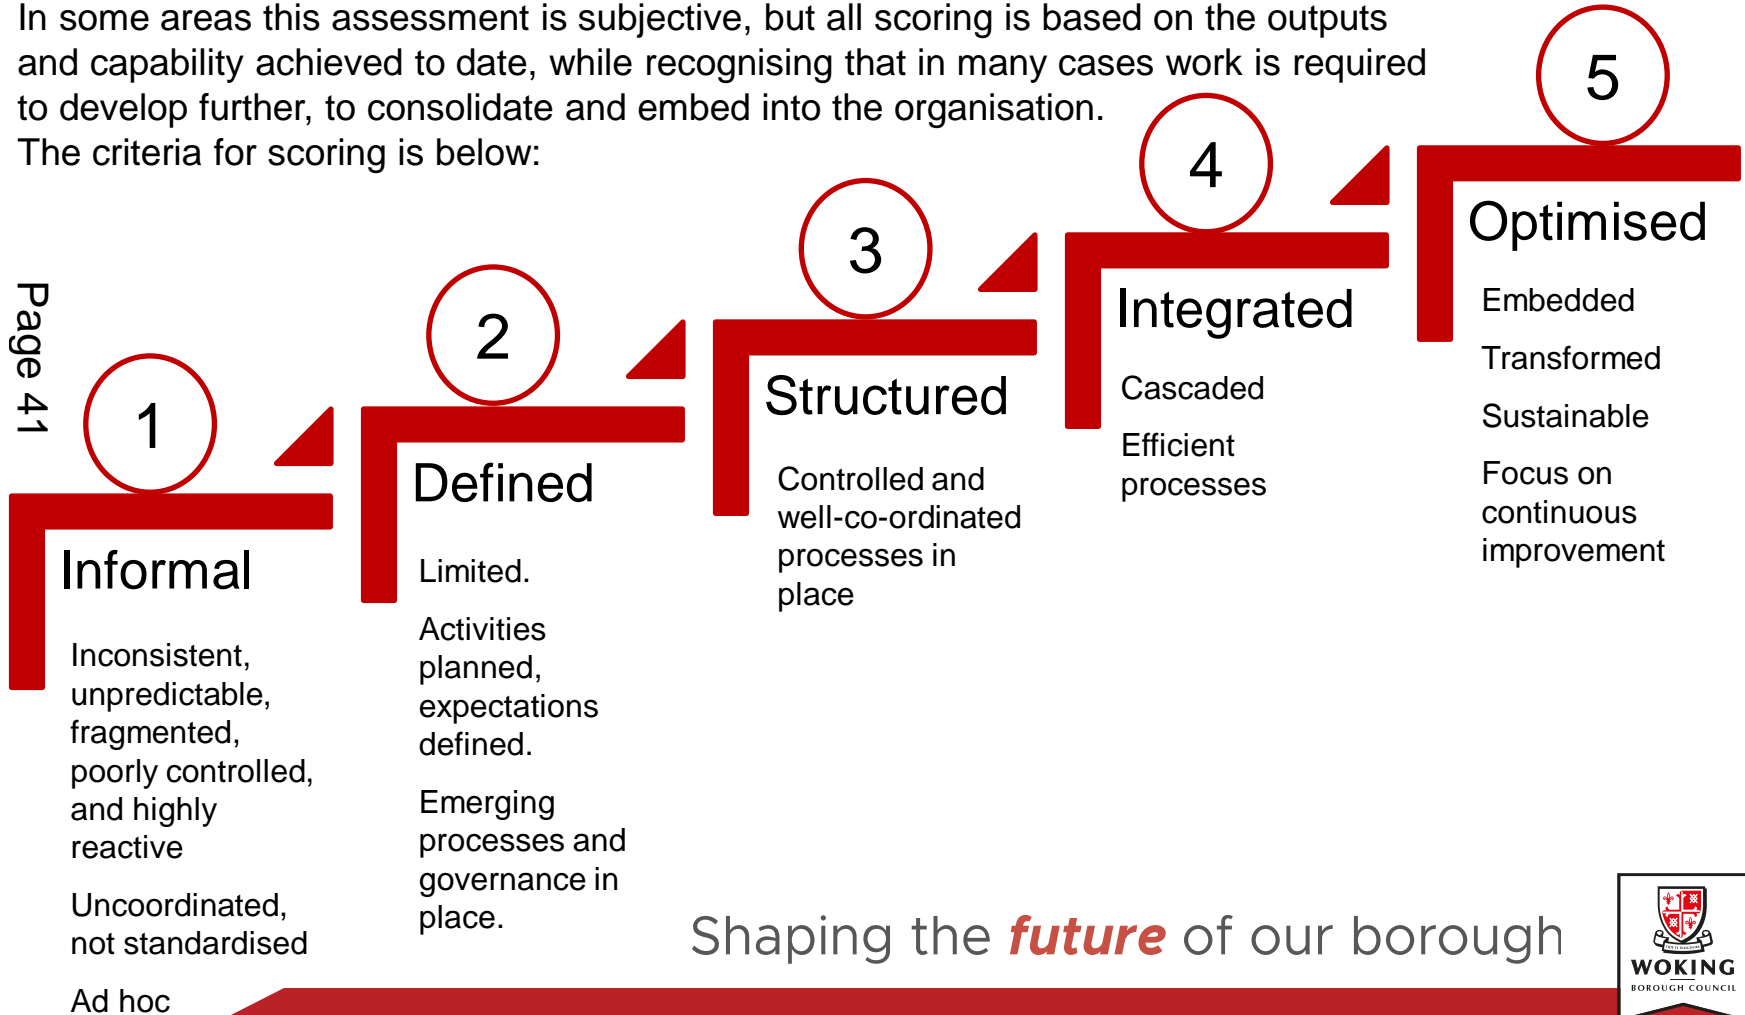 In some areas this assessment is subjective, but all scoring is based on the outputs
and capability achieved to date, while recognising that in many cases work is required
to develop further, to consolidate and embed into the organisation.
The criteria for scoring is below:
Page 41
1
Informal
Inconsistent,
unpredictable,
fragmented,
poorly controlled,
and highly
reactive
Uncoordinated,
not standardised
Ad hoc
2
Defined
Limited.
Activities
planned,
expectations
defined.
Emerging
processes and
governance in
place.
3
Structured
Controlled and
well-co-ordinated
processes in
place
4
Integrated
Cascaded
Efficient
processes
5
Optimised
Embedded
Transformed
Sustainable
Focus on
continuous
improvement
Shaping the future of our borough
WOKING
BOROUGH COUNCIL